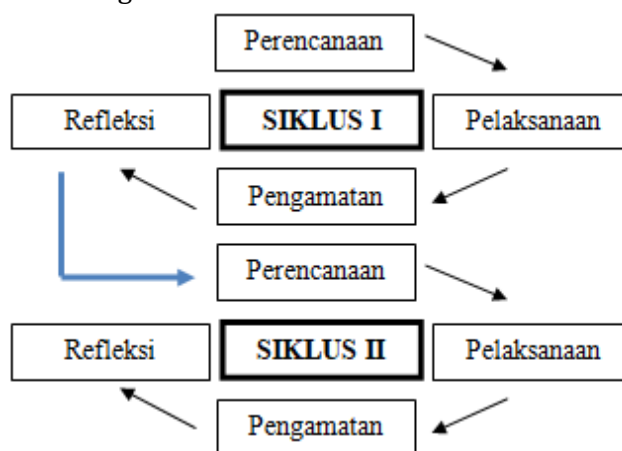 Perencanaan
Refleksi
SIKLUS I
Pelaksanaan
Pengamatan
Perencanaan
Refleksi
SIKLUS II
Pelaksanaan
Pengamatan